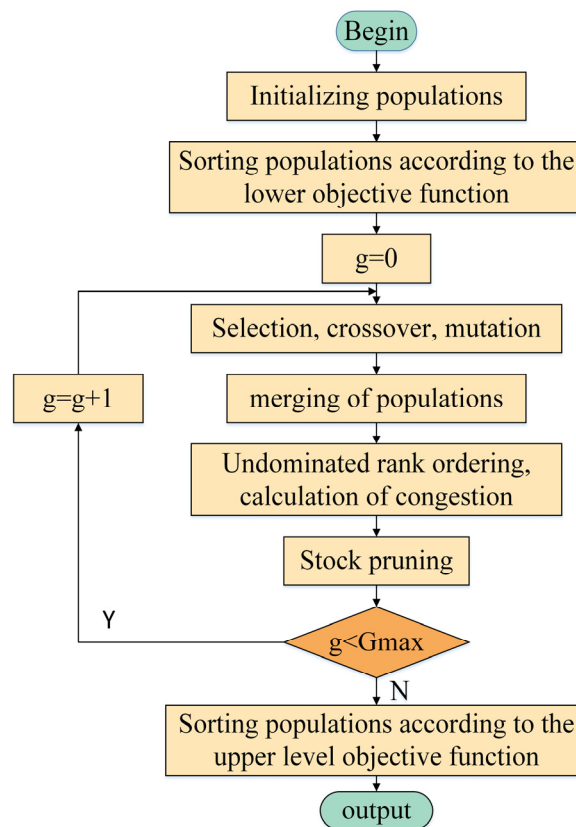 Begin
Initializing populations
Sorting populations according to the
lower objective function
g=0
Selection, crossover, mutation
g=g+1
merging of populations
Undominated rank ordering,
calculation of congestion
Stock pruning
Y
g<Gmax
N
Sorting populations according to the
upper level objective function
output